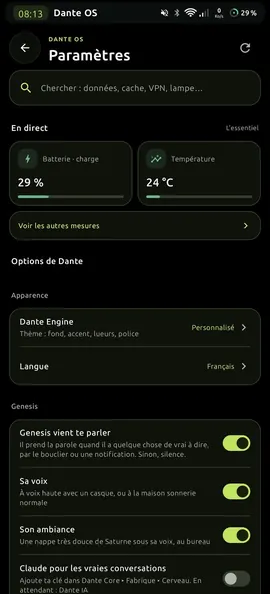 08:13 Dante OS 0 K/s 29 %
DANTE OS
Paramètres
Chercher : données, cache, VPN, lampe…
En direct L'essentiel
Batterie · charge
29 %
Température
24 °C
Voir les autres mesures
Options de Dante
Apparence
Dante Engine
Thème : fond, accent, lueurs, police
Personnalisé
Langue Français
Genesis
Genesis vient te parler
Il prend la parole quand il a quelque chose de vrai à dire,
par le bouclier ou une notification. Sinon, silence.
Sa voix
À voix haute avec un casque, ou à la maison sonnerie
normale
Son ambiance
Une nappe très douce de Saturne sous sa voix, au bureau
Claude pour les vraies conversations
Ajoute ta clé dans Dante Core • Fabrique • Cerveau. En
attendant : Dante IA